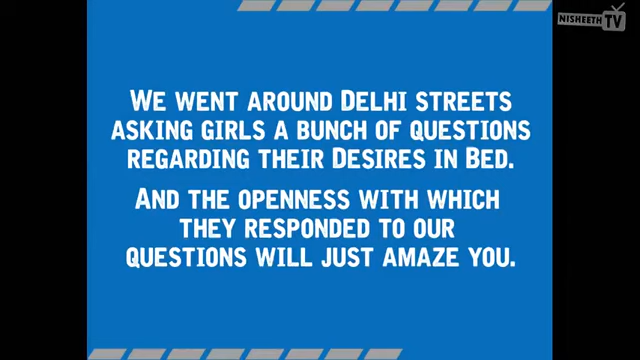 NISHEETH TV
WE WENT AROUND DELHI STREETS
ASKING GIRLS A BUNCH OF QUESTIONS
REGARDING THEIR DESIRES IN BED.
AND THE OPENNESS WITH WHICH
THEY RESPONDED TO OUR
QUESTIONS WILL JUST AMAZE YOU.